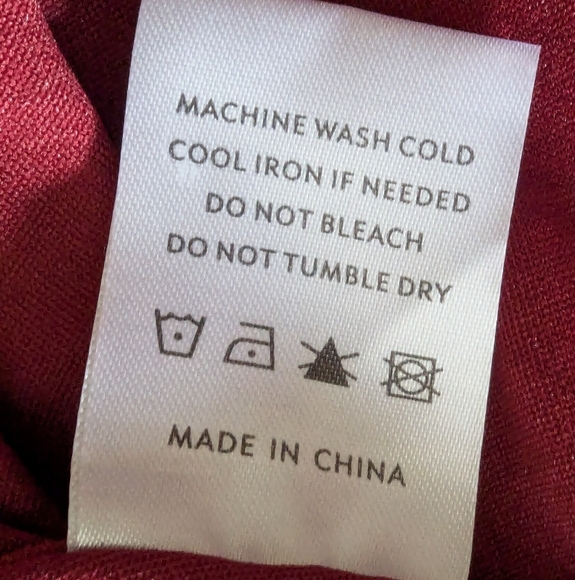 MACHINE WASH COLD
COOL IRON IF NEEDED
DO NOT BLEACH
DO NOT TUMBLE DRY
MADE IN CHINA